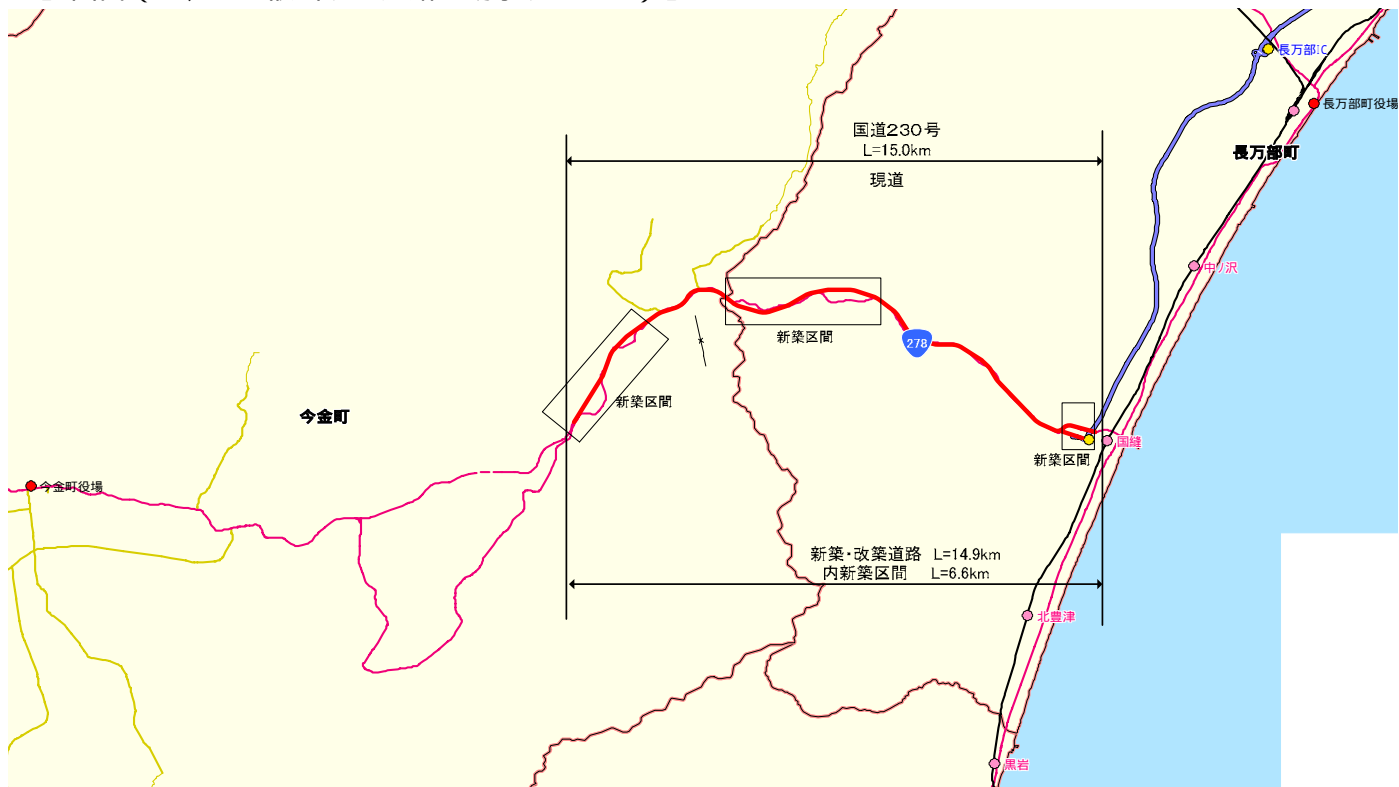 長万部IC
長万部町役場
国道230号
L=15.0km
現道
長万部町
中ノ沢
新築区間
278
新築区間
今金町
国縫
新築区間
今金町役場
新築・改築道路 L=14.9km
内新築区間 L=6.6km
北豊津
黒岩